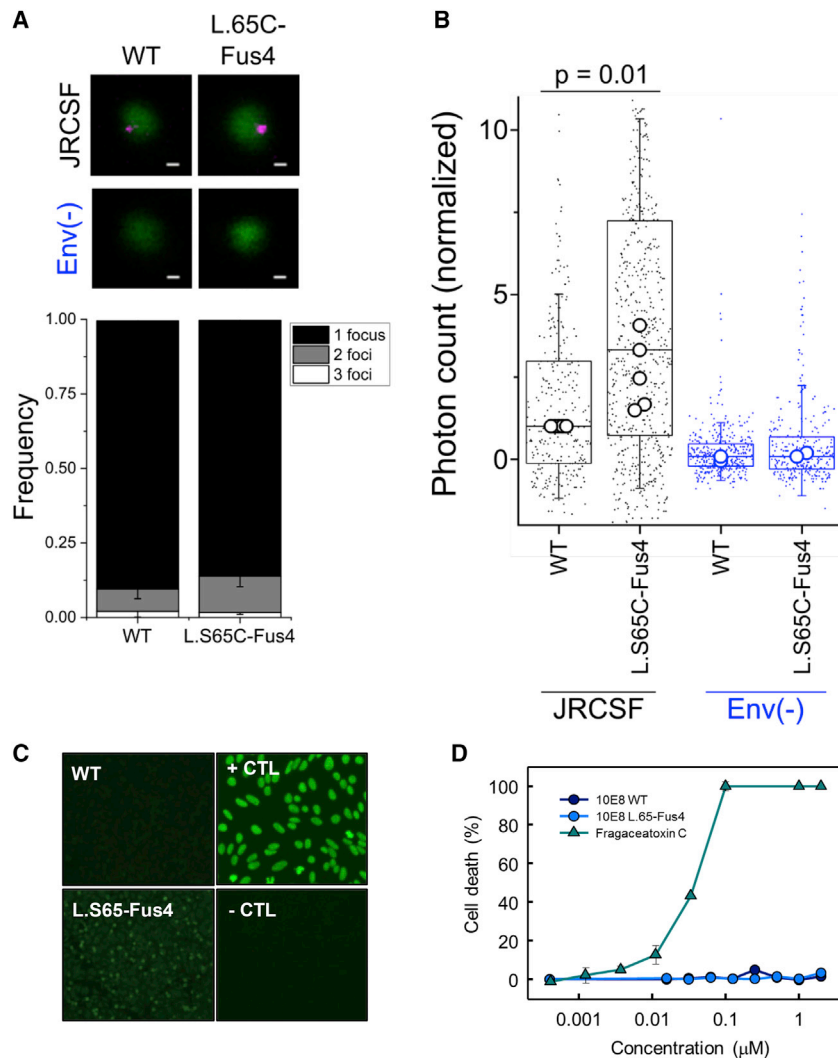 A
WT
L.65C-
Fus4
JRCSF
Env(-)
1.00
0.75
0.50
0.25
0.00
Frequency
1 focus
2 foci
3 foci
WT
L.S65C-Fus4
B
p = 0.01
10
5
0
Photon count (normalized)
WT
L.S65C-Fus4
WT
L.S65C-Fus4
JRCSF
Env(-)
C
WT
+ CTL
L.S65-Fus4
- CTL
D
100
80
60
40
20
0
Cell death (%)
10E8 WT
10E8 L.65-Fus4
Fragaceatoxin C
0.001
0.01
0.1
1
Concentration (μM)